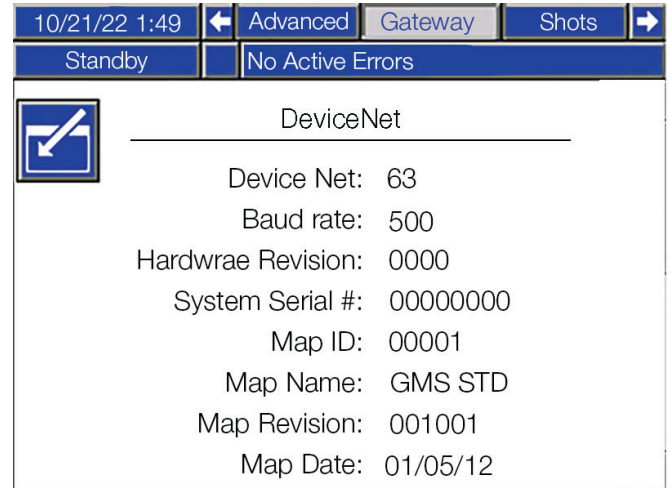 10/21/22 1:49 Advanced Gateway Shots
Standby No Active Errors
DeviceNet
Device Net: 63
Baud rate: 500
Hardwrae Revision: 0000
System Serial #: 00000000
Map ID: 00001
Map Name: GMS STD
Map Revision: 001001
Map Date: 01/05/12